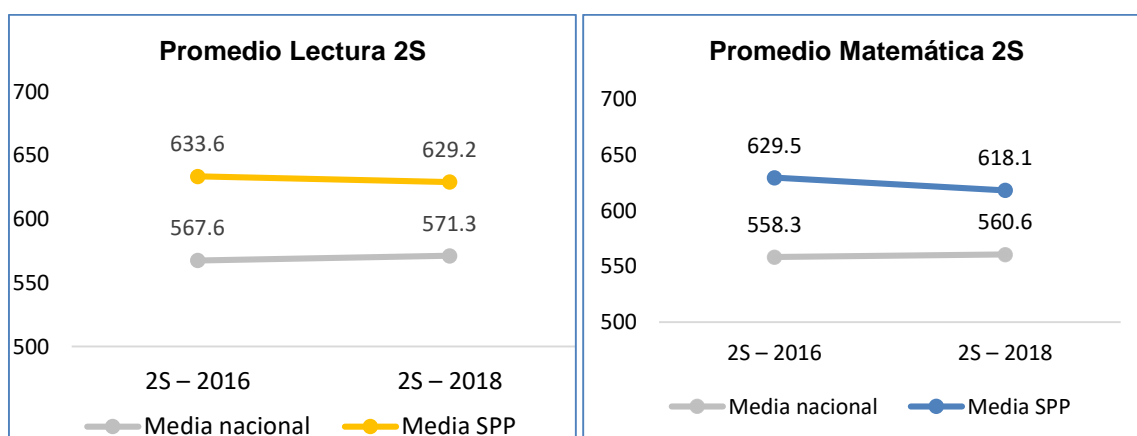 Promedio Lectura 2S
700
650
600
550
500
633.6
629.2
567.6
571.3
2S – 2016
2S – 2018
Media nacional
Media SPP
Promedio Matemática 2S
700
650
600
550
500
629.5
618.1
558.3
560.6
2S – 2016
2S – 2018
Media nacional
Media SPP